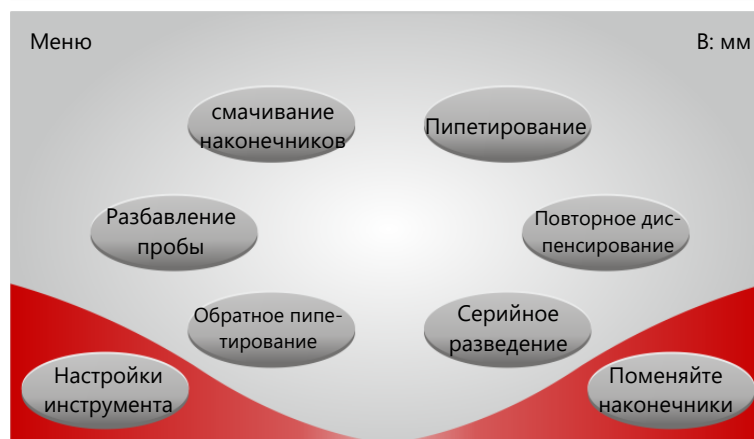 Меню
В: мм
смачивание
наконечников
Пипетирование
Разбавление
пробы
Повторное дис-
пенсирование
Обратное пипе-
тирование
Серийное
разведение
Настройки
инструмента
Поменяйте
наконечники